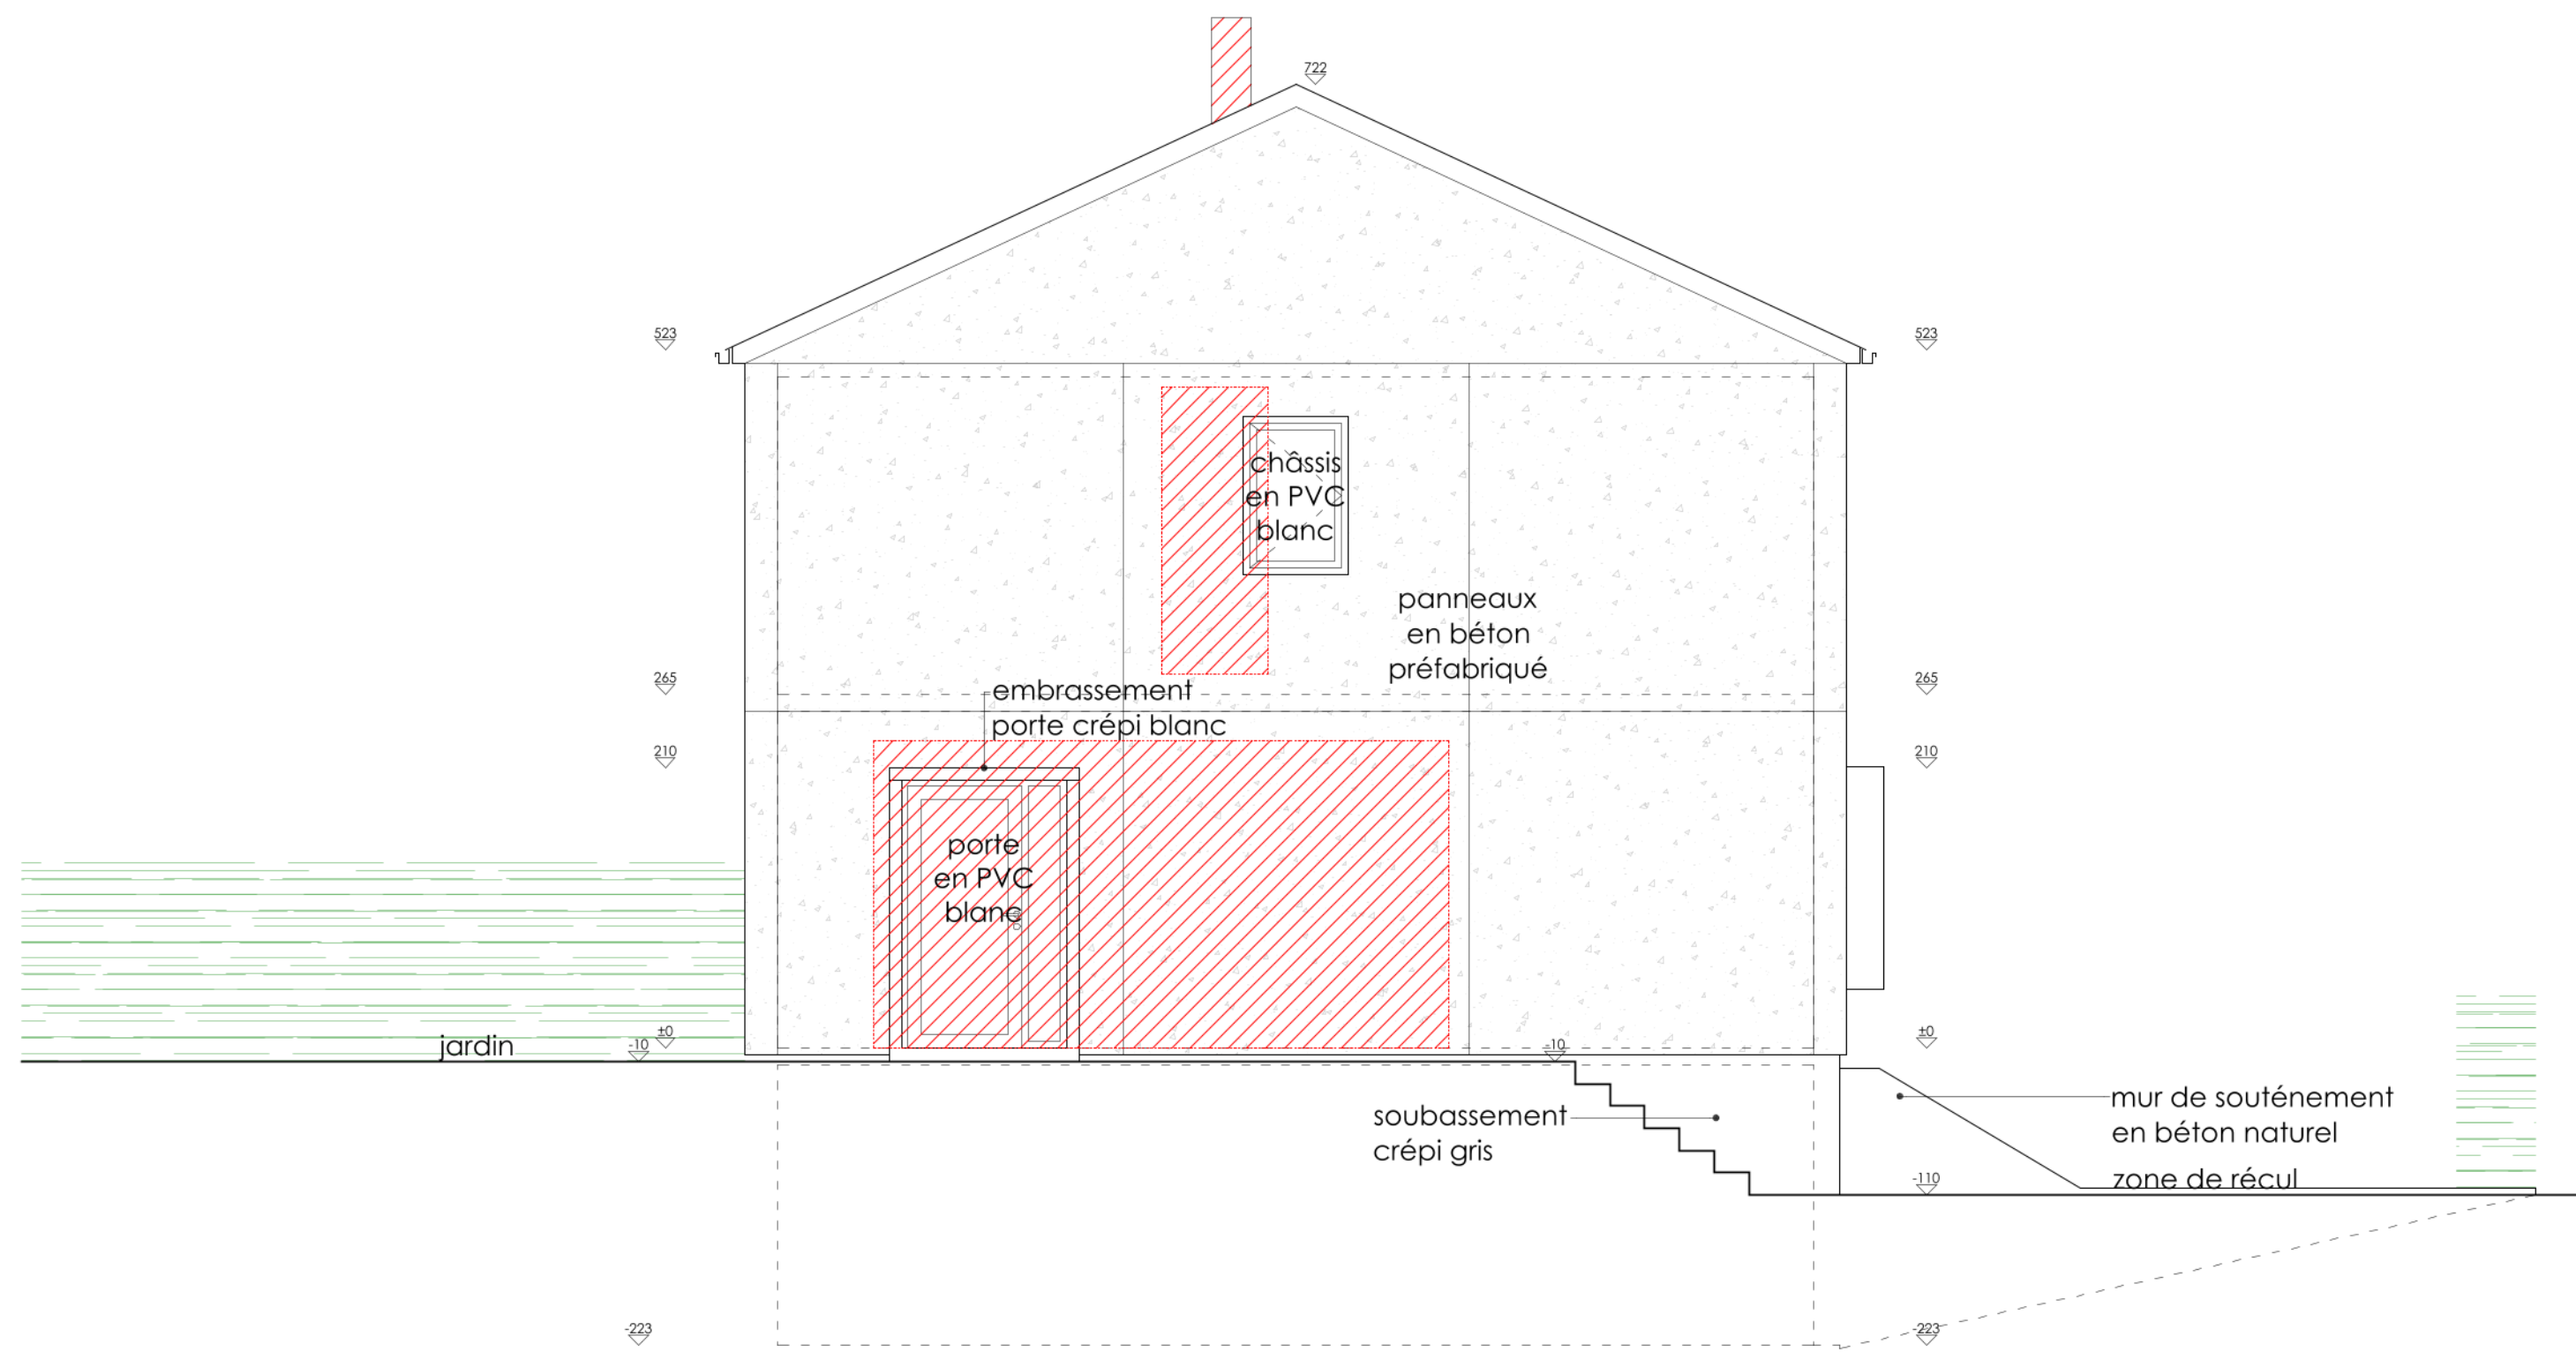 722
523
523
châssis
en PVC
blanc
panneaux
en béton
préfabriqué
265
265
embrassement
porte crépi blanc
210
210
porte
en PVC
blanc
jardin
-10
±0
-10
±0
soubassement
crépi gris
mur de souténement
en béton naturel
zone de récul
-110
-223
-223